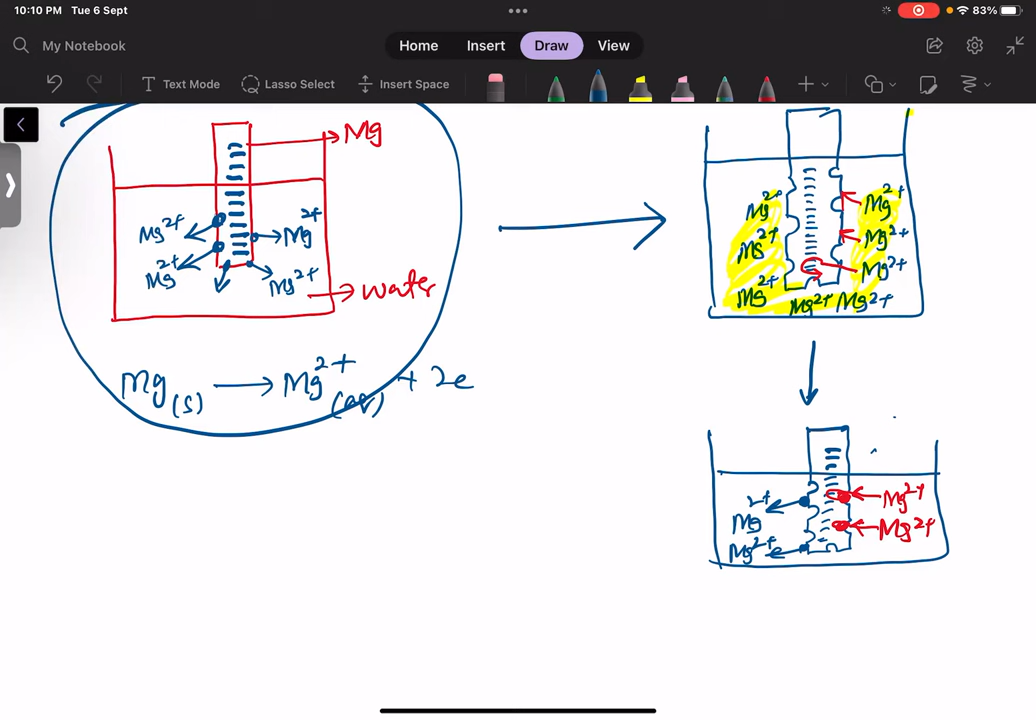 10:10 PM Tue 6 Sept
83%
My Notebook
Home Insert Draw View
Text Mode Lasso Select Insert Space
Mg
Mg2+
Mg2+
Mg2+
Mg2+
water
Mg(s) → Mg2+(aq) + 2e
Mg2+
Mg2+
Mg2+
Mg2+
Mg2+
Mg2+
Mg2+ Mg2+
Mg2+
Mg2+
Mg2+
Mg2+